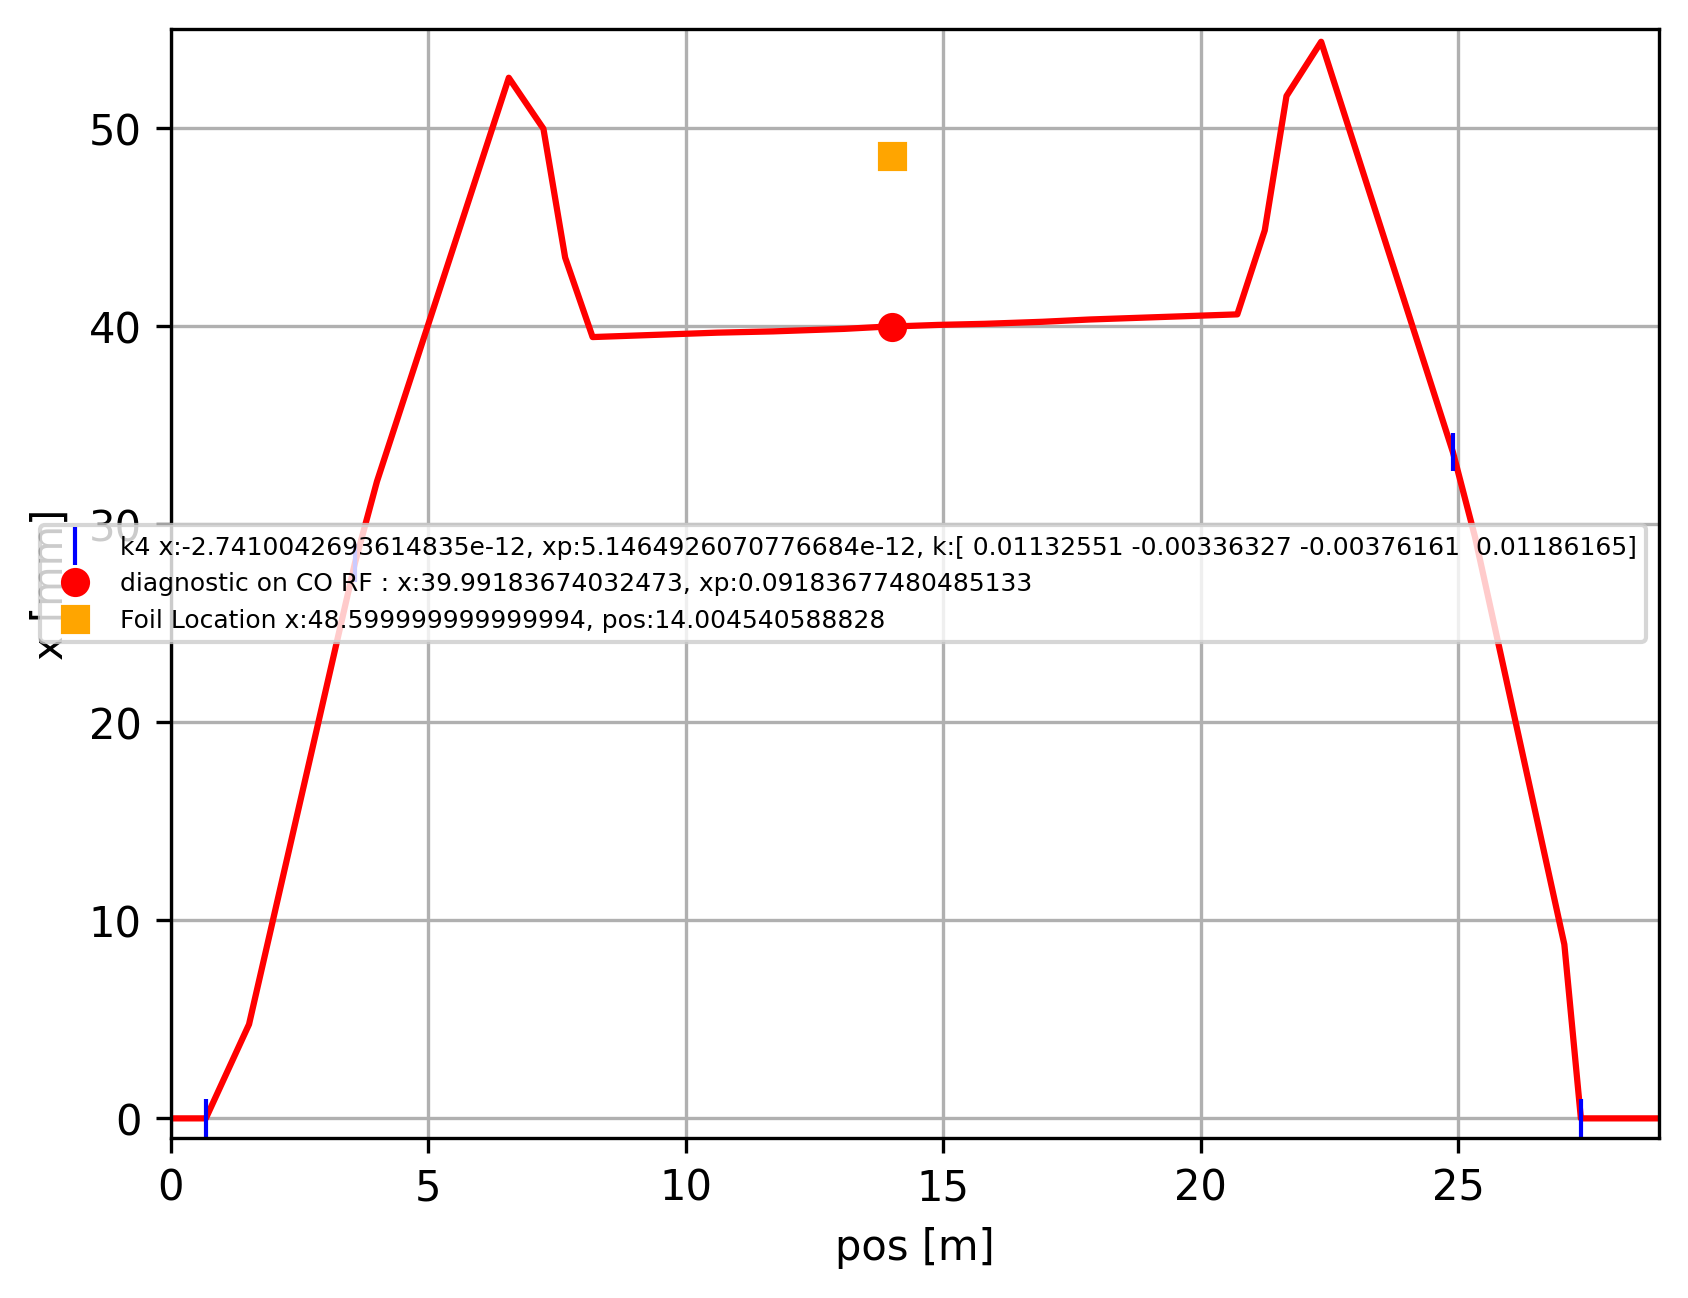 50
40
30
20
10
0
x [mm]
k4 x:-2.7410042693614835e-12, xp:5.1464926070776684e-12, k:[ 0.01132551 -0.00336327 -0.00376161  0.01186165]
diagnostic on CO RF : x:39.99183674032473, xp:0.09183677480485133
Foil Location x:48.599999999999994, pos:14.004540588828
0 5 10 15 20 25
pos [m]